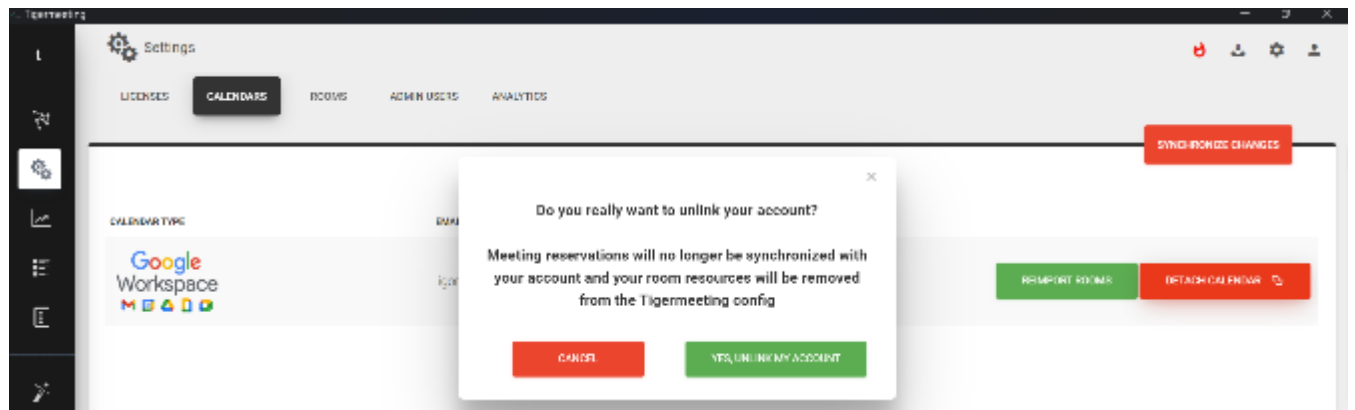 Tigermeeting
Settings
LICENSES CALENDARS ROOMS ADMIN USERS ANALYTICS
SYNCHRONIZE CHANGES
Do you really want to unlink your account?
CALENDAR TYPE
Meeting reservations will no longer be synchronized with
your account and your room resources will be removed
from the Tigermeeting config
Google
Workspace
REIMPORT ROOMS DETACH CALENDAR
CANCEL YES, UNLINK MY ACCOUNT